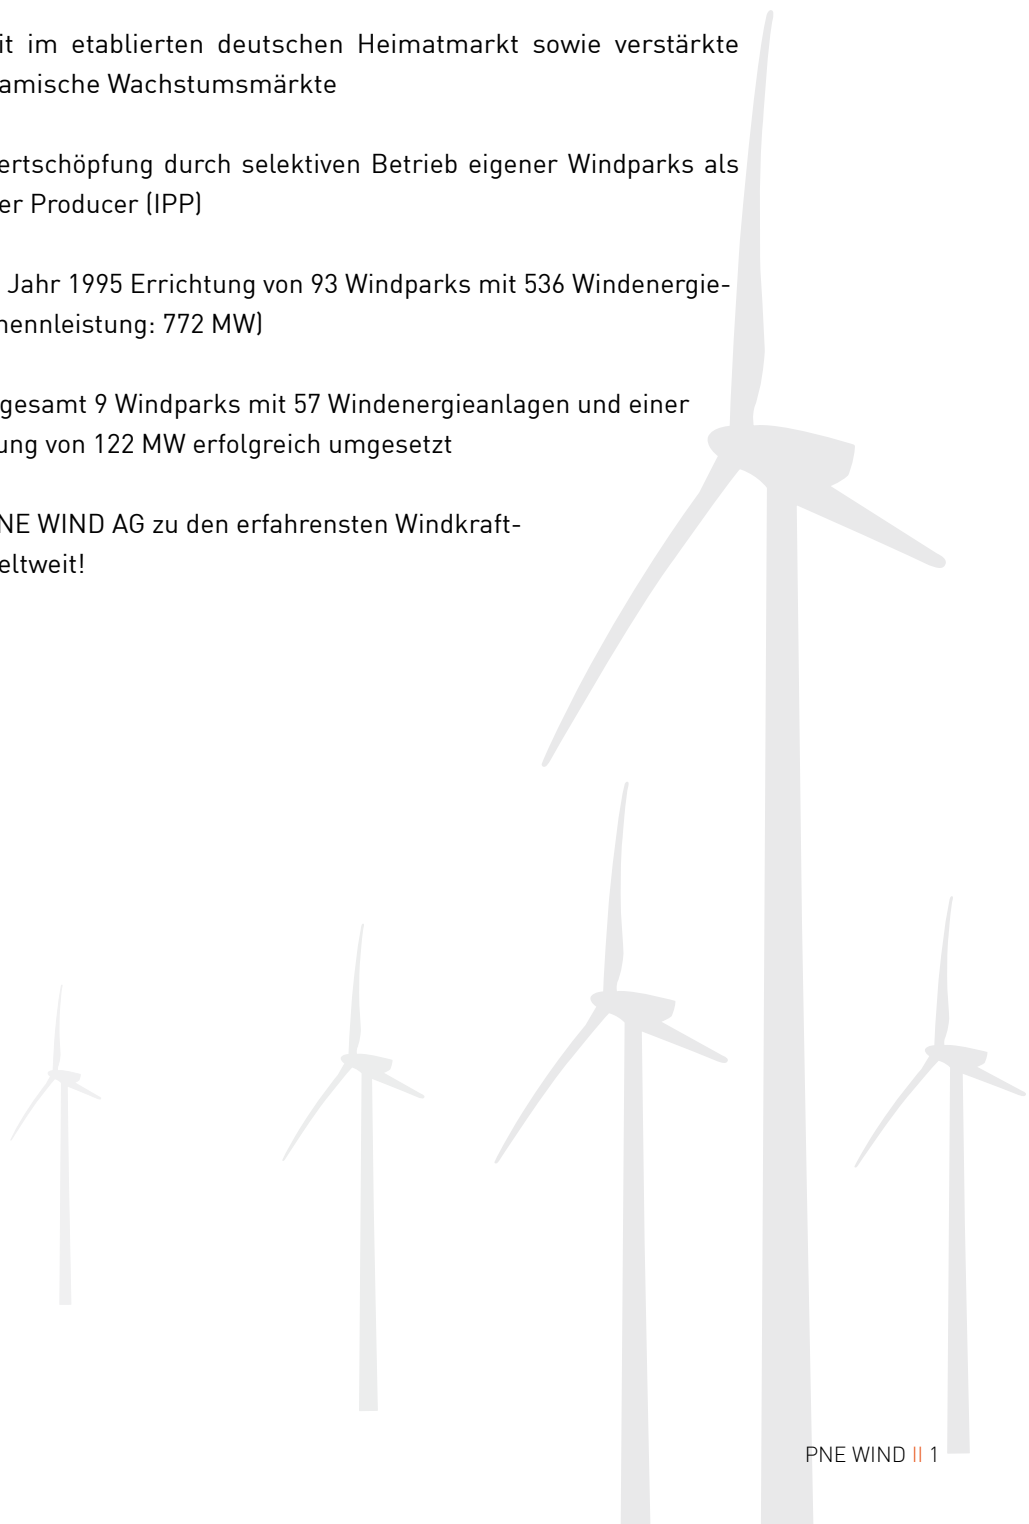 it im etablierten deutschen Heimatmarkt sowie verstärkte
amische Wachstumsmärkte
ertschöpfung durch selektiven Betrieb eigener Windparks als
er Producer (IPP)
Jahr 1995 Errichtung von 93 Windparks mit 536 Windenergie-
nennleistung: 772 MW)
gesamt 9 Windparks mit 57 Windenergieanlagen und einer
ung von 122 MW erfolgreich umgesetzt
NE WIND AG zu den erfahrensten Windkraft-
eltweit!
PNE WIND II 1